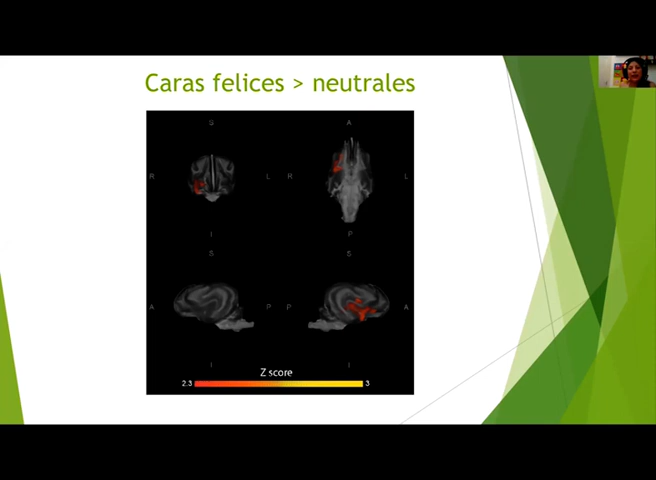 Caras felices > neutrales
S A
R L R L
I P
S S
A P P A
I I
Z score
2.3 3